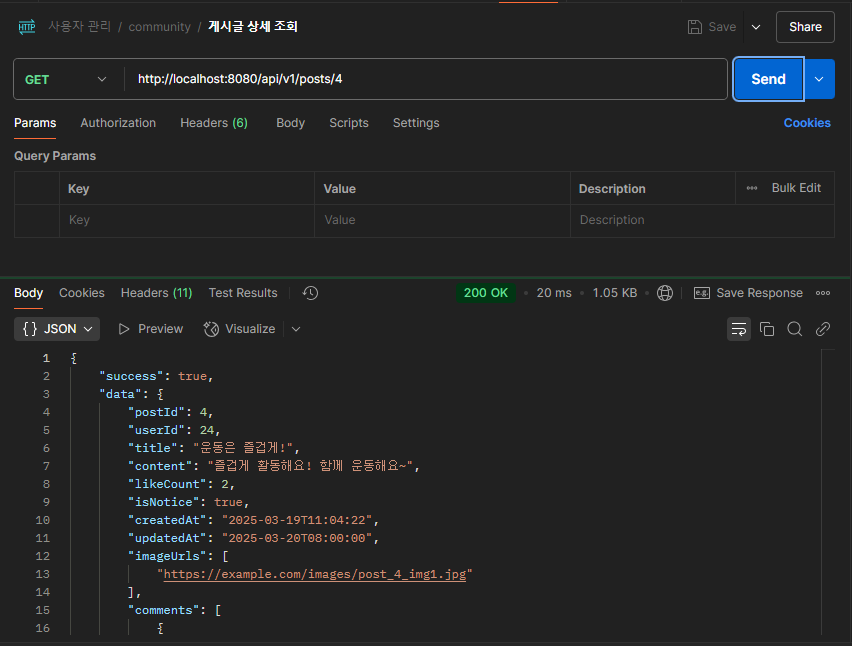 HTTP 사용자 관리 / community / 게시글 상세 조회 Save Share
GET http://localhost:8080/api/v1/posts/4 Send
Params Authorization Headers (6) Body Scripts Settings Cookies
Query Params
Key Value Description ••• Bulk Edit
Key Value Description
Body Cookies Headers (11) Test Results 200 OK • 20 ms • 1.05 KB • e.g. Save Response •••
{} JSON Preview Visualize
1 {
2 "success": true,
3 "data": {
4 "postId": 4,
5 "userId": 24,
6 "title": "운동은 즐겁게!",
7 "content": "즐겁게 활동해요! 함께 운동해요~",
8 "likeCount": 2,
9 "isNotice": true,
10 "createdAt": "2025-03-19T11:04:22",
11 "updatedAt": "2025-03-20T08:00:00",
12 "imageUrls": [
13 "https://example.com/images/post_4_img1.jpg"
14 ],
15 "comments": [
16 {